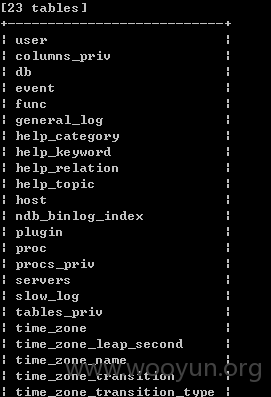 [23 tables]
+----------------------------+
¦ user ¦
¦ columns_priv ¦
¦ db ¦
¦ event ¦
¦ func ¦
¦ general_log ¦
¦ help_category ¦
¦ help_keyword ¦
¦ help_relation ¦
¦ help_topic ¦
¦ host ¦
¦ ndb_binlog_index ¦
¦ plugin ¦
¦ proc ¦
¦ procs_priv ¦
¦ servers ¦
¦ slow_log ¦
¦ tables_priv ¦
¦ time_zone ¦
¦ time_zone_leap_second ¦
¦ time_zone_name ¦
¦ time_zone_transition ¦
¦ time_zone_transition_type ¦
www.wooyun.org